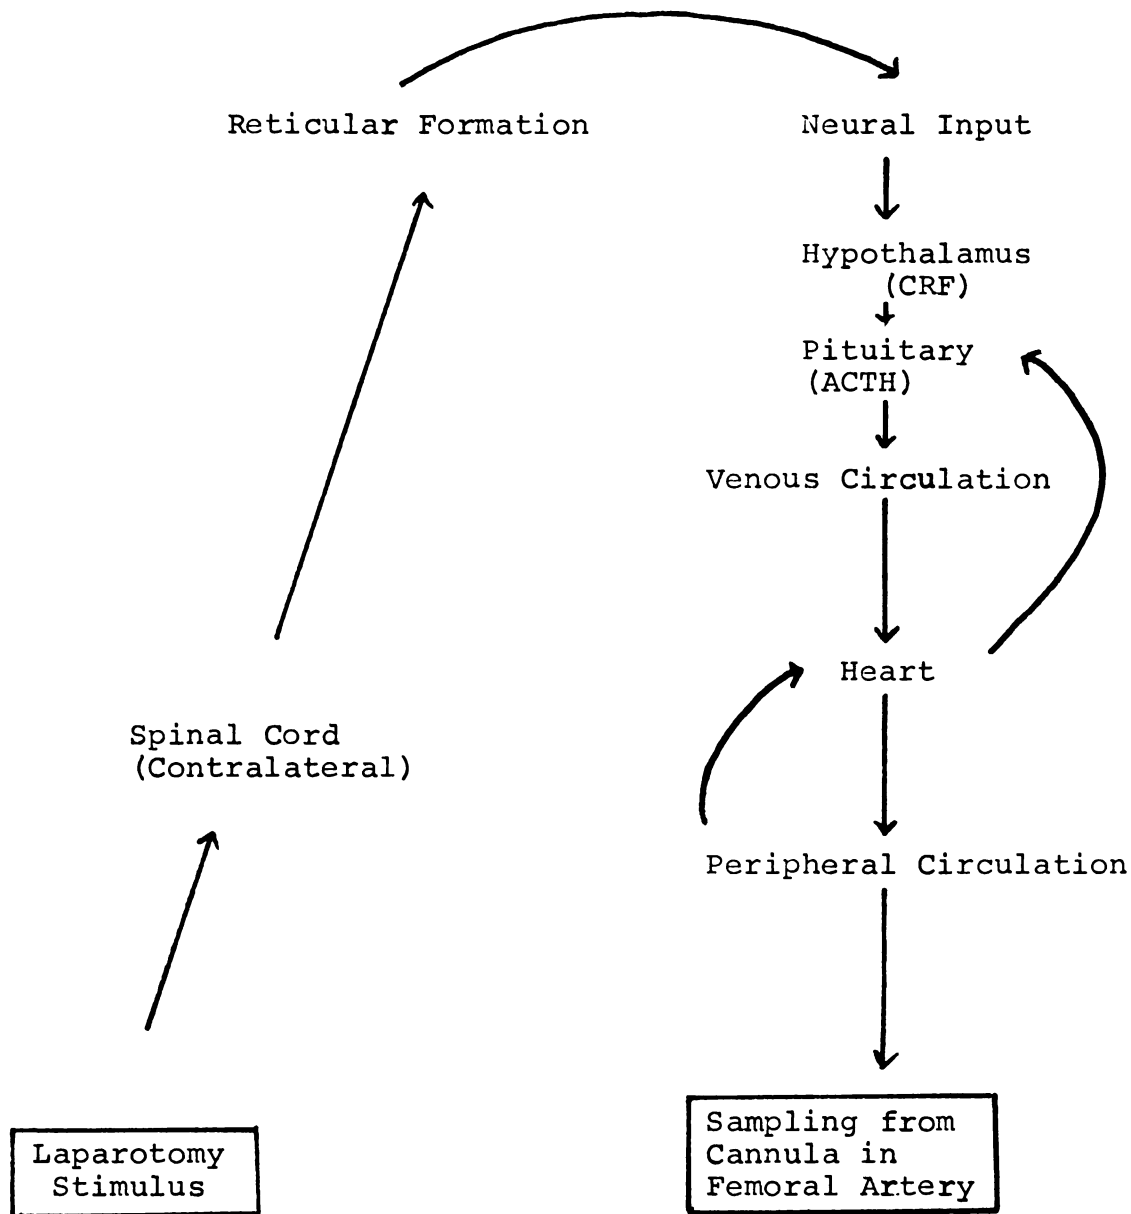 Reticular Formation
Neural Input
Hypothalamus
(CRF)
Pituitary
(ACTH)
Venous Circulation
Heart
Spinal Cord
(Contralateral)
Peripheral Circulation
Laparotomy
Stimulus
Sampling from
Cannula in
Femoral Artery